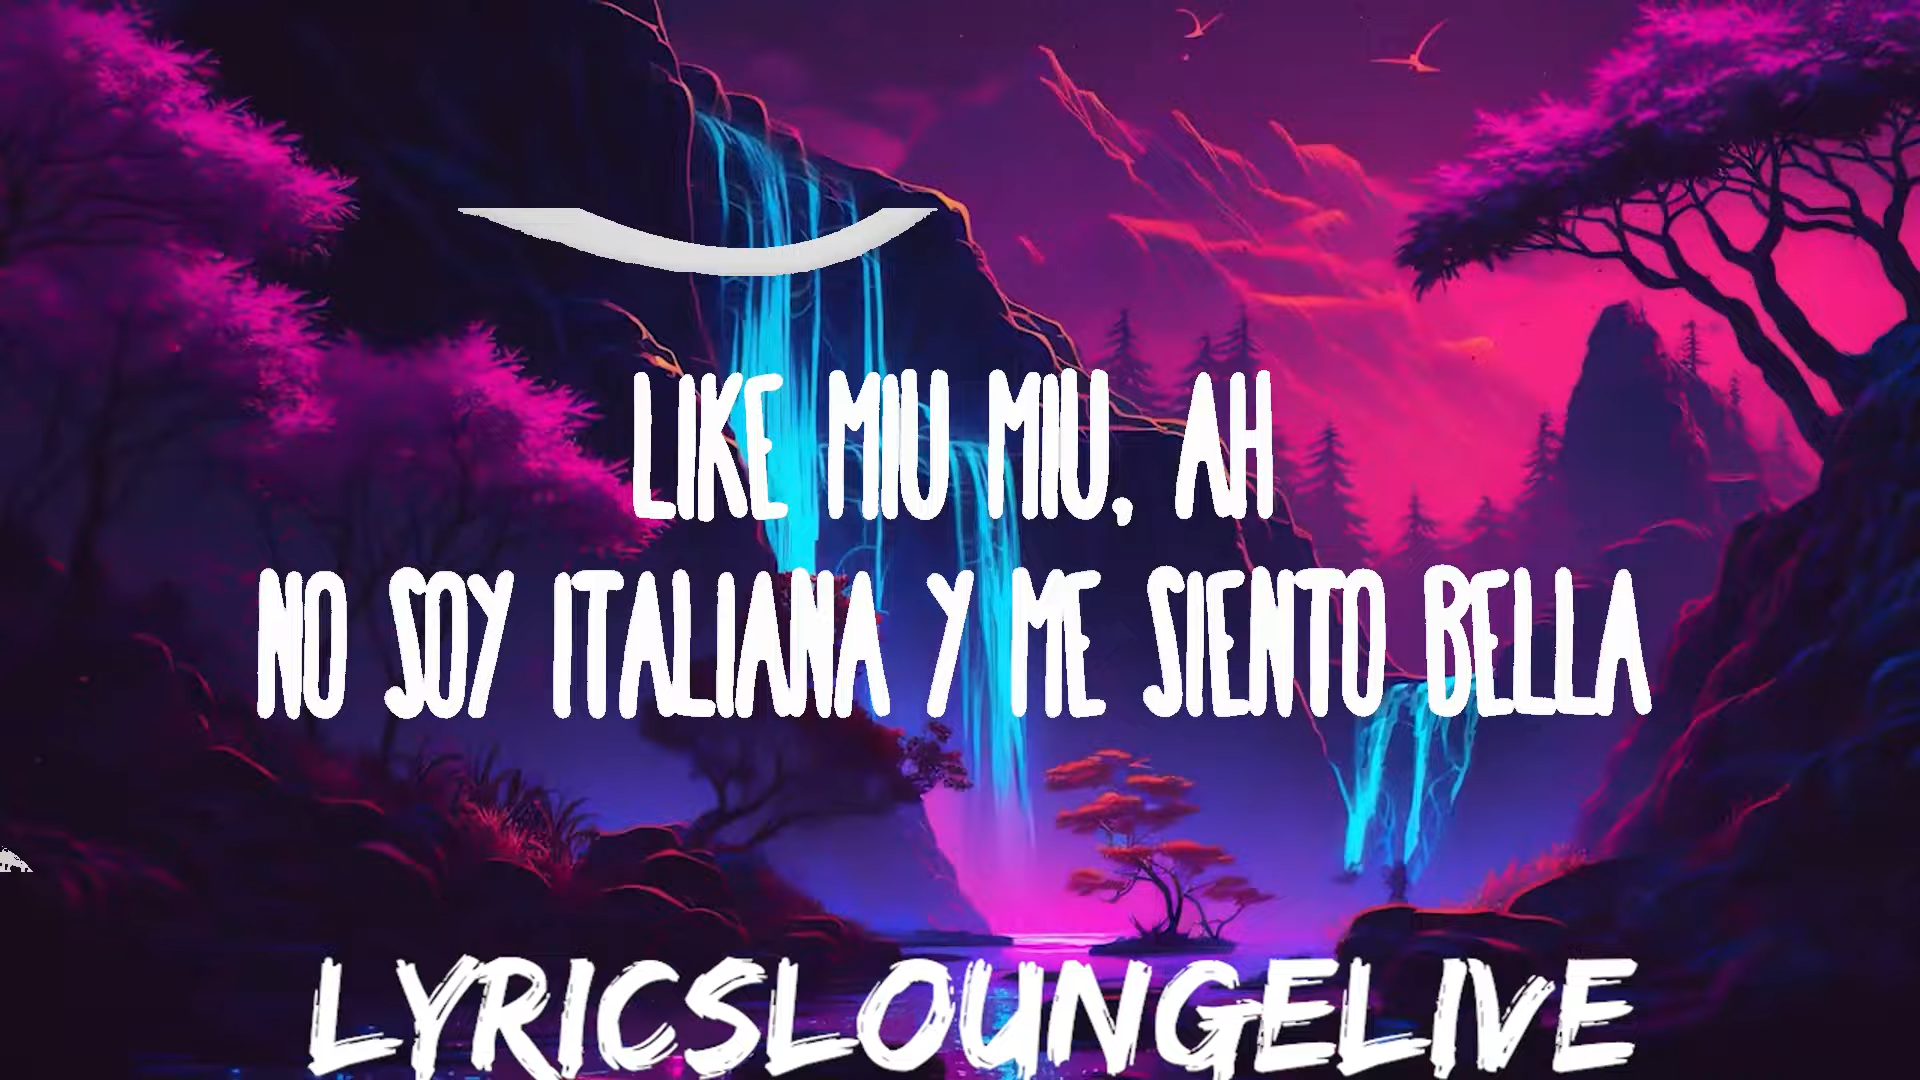 LIKE MIU MIU, AH
NO SOY ITALIANA Y ME SIENTO BELLA
LYRICSLOUNGELIVE